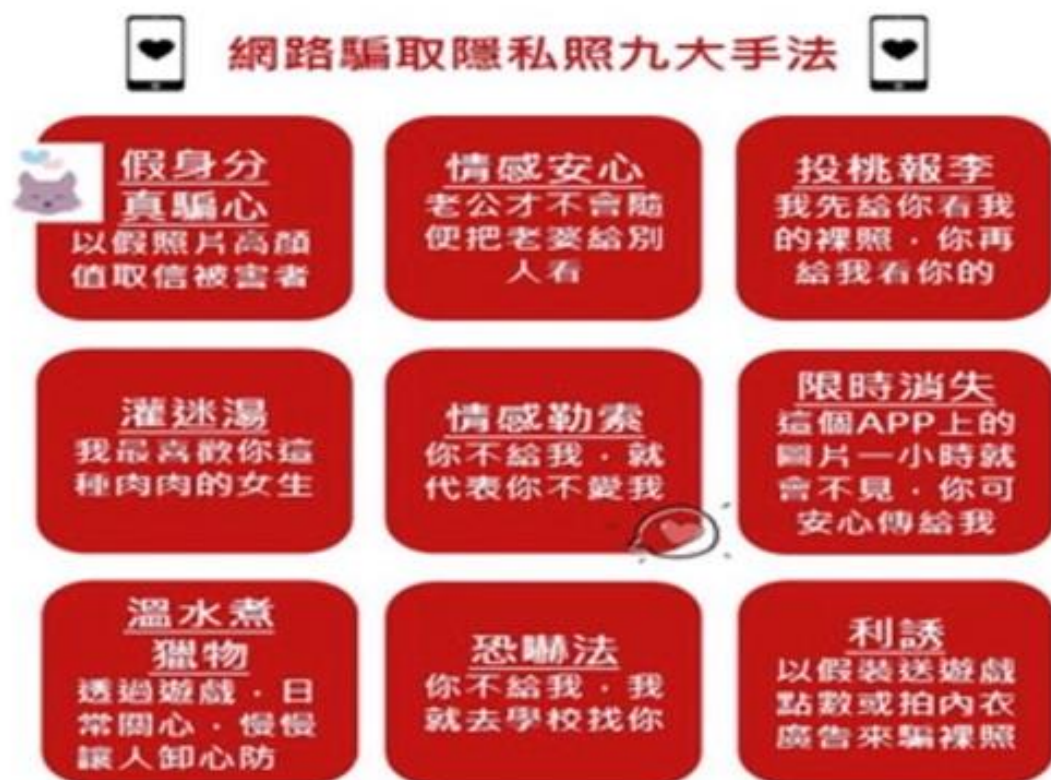 網路騙取隱私照九大手法
假身分
真騙心
以假照片高顏
值取信被害者
情感安心
老公才不會隨
便把老婆給別
人看
投桃報李
我先給你看我
的裸照，你再
給我看你的
灌迷湯
我最喜歡你這
種肉肉的女生
情感勒索
你不給我，就
代表你不愛我
限時消失
這個APP上的
圖片一小時就
會不見，你可
安心傳給我
溫水煮
獵物
透過遊戲，日
常關心，慢慢
讓人卸心防
恐嚇法
你不給我，我
就去學校找你
利誘
以假裝送遊戲
點數或拍內衣
廣告來騙裸照